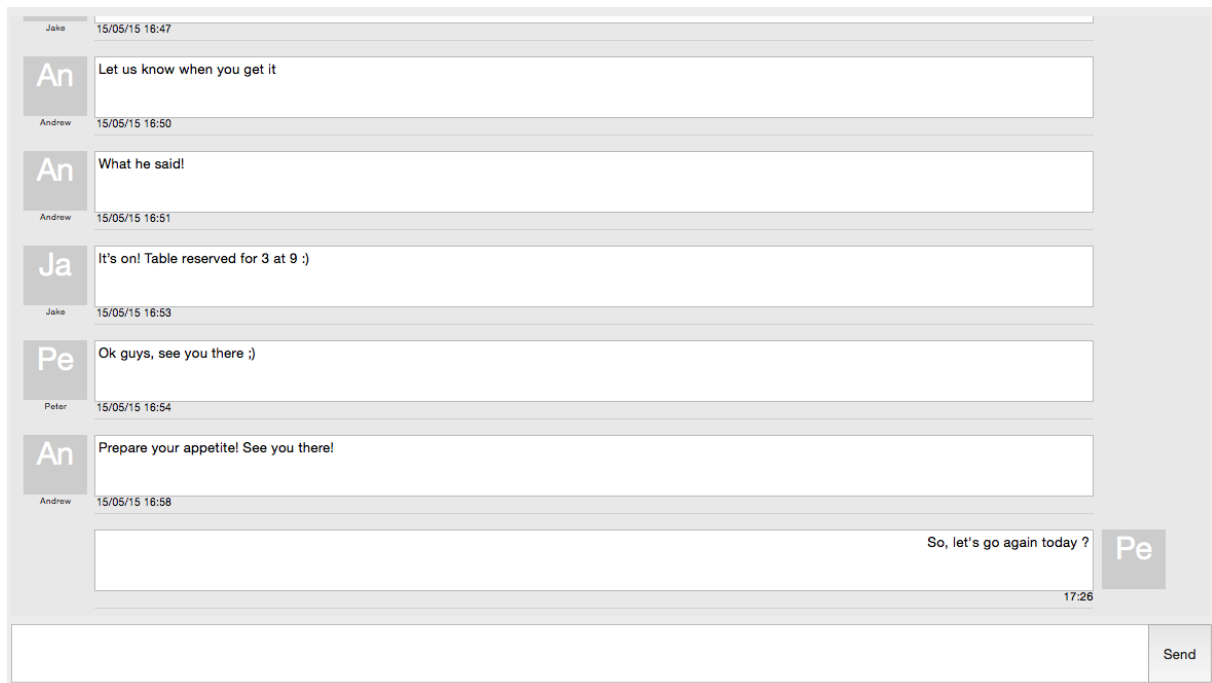 Jake
15/05/15 16:47
An
Let us know when you get it
Andrew
15/05/15 16:50
An
What he said!
Andrew
15/05/15 16:51
Ja
It's on! Table reserved for 3 at 9 :)
Jake
15/05/15 16:53
Pe
Ok guys, see you there ;)
Peter
15/05/15 16:54
An
Prepare your appetite! See you there!
Andrew
15/05/15 16:58
So, let's go again today ?
Pe
17:26
Send